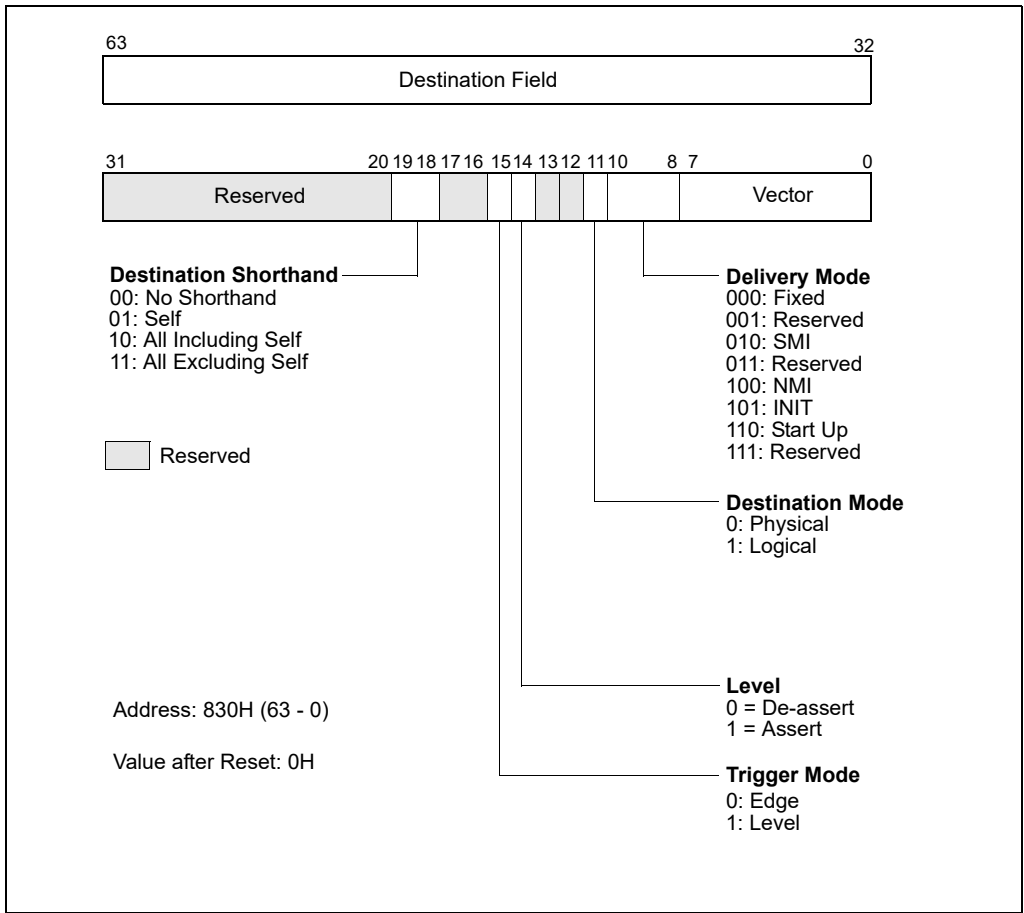 63 32
Destination Field
31 20 19 18 17 16 15 14 13 12 11 10 8 7 0
Reserved Vector
Destination Shorthand
00: No Shorthand
01: Self
10: All Including Self
11: All Excluding Self
Reserved
Delivery Mode
000: Fixed
001: Reserved
010: SMI
011: Reserved
100: NMI
101: INIT
110: Start Up
111: Reserved
Destination Mode
0: Physical
1: Logical
Address: 830H (63 - 0)
Value after Reset: 0H
Level
0 = De-assert
1 = Assert
Trigger Mode
0: Edge
1: Level